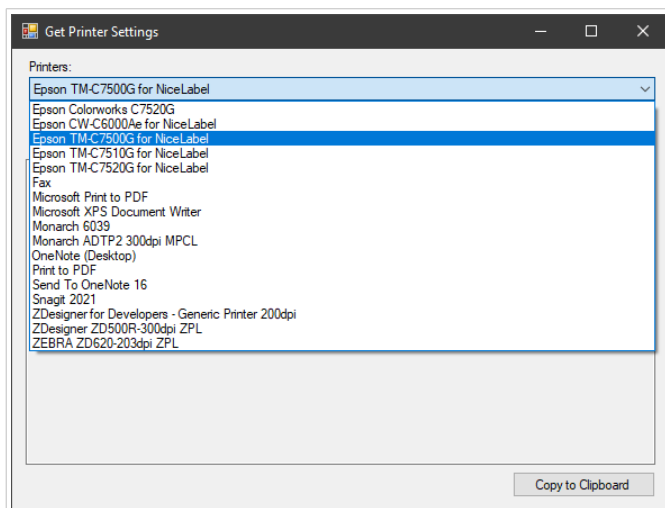 Get Printer Settings
Printers:
Epson TM-C7500G for NiceLabel
Epson Colorworks C7520G
Epson CW-C6000Ae for NiceLabel
Epson TM-C7500G for NiceLabel
Epson TM-C7510G for NiceLabel
Epson TM-C7520G for NiceLabel
Fax
Microsoft Print to PDF
Microsoft XPS Document Writer
Monarch 6039
Monarch ADTP2 300dpi MPCL
OneNote (Desktop)
Print to PDF
Send To OneNote 16
Snagit 2021
ZDesigner for Developers - Generic Printer 200dpi
ZDesigner ZD500R-300dpi ZPL
ZEBRA ZD620-203dpi ZPL
Copy to Clipboard